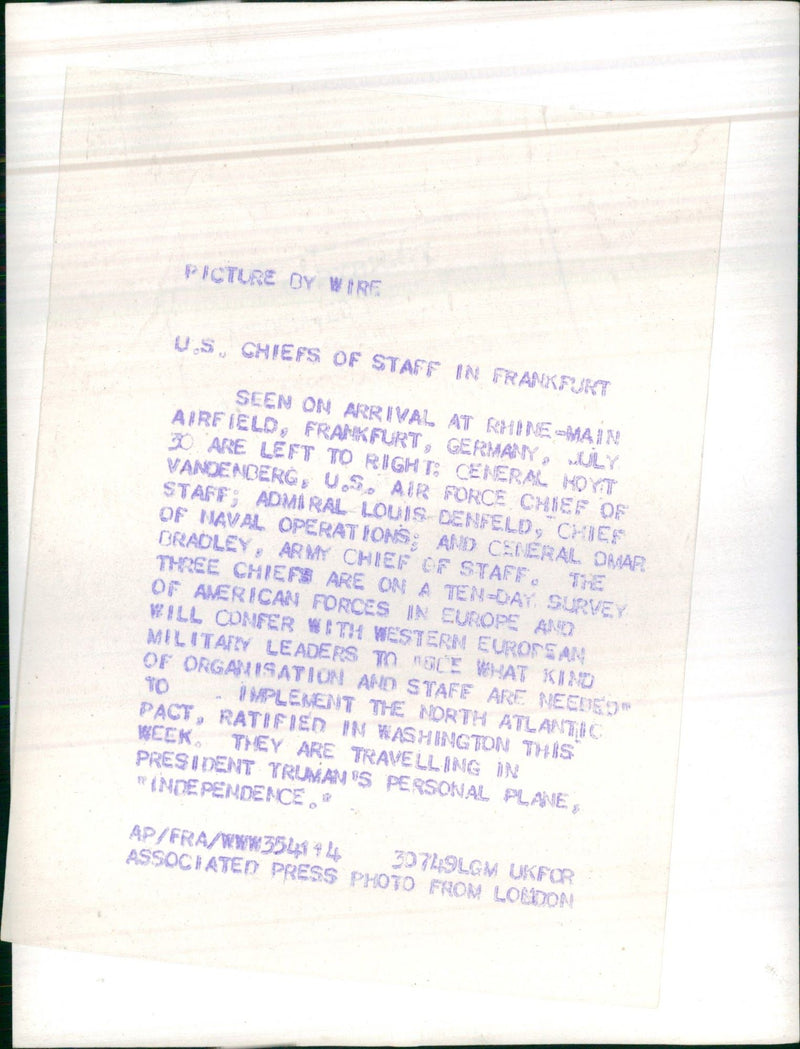 PICTURE BY WIRE
U.S. CHIEFS OF STAFF IN FRANKFURT
SEEN ON ARRIVAL AT RHINE-MAIN
AIRFIELD, FRANKFURT, GERMANY, JULY
30 ARE LEFT TO RIGHT: GENERAL HOYT
VANDENBERG, U.S. AIR FORCE CHIEF OF
STAFF; ADMIRAL LOUIS DENFELD, CHIEF
OF NAVAL OPERATIONS; AND GENERAL OMAR
BRADLEY, ARMY CHIEF OF STAFF. THE
THREE CHIEFS ARE ON A TEN-DAY SURVEY
OF AMERICAN FORCES IN EUROPE AND
WILL CONFER WITH WESTERN EUROPEAN
MILITARY LEADERS TO "SEE WHAT KIND
OF ORGANISATION AND STAFF ARE NEEDED"
TO . IMPLEMENT THE NORTH ATLANTIC
PACT, RATIFIED IN WASHINGTON THIS
WEEK. THEY ARE TRAVELLING IN
PRESIDENT TRUMAN'S PERSONAL PLANE,
"INDEPENDENCE."
AP/FRA/WWW35414+4 30749LGM UKFOR
ASSOCIATED PRESS PHOTO FROM LONDON